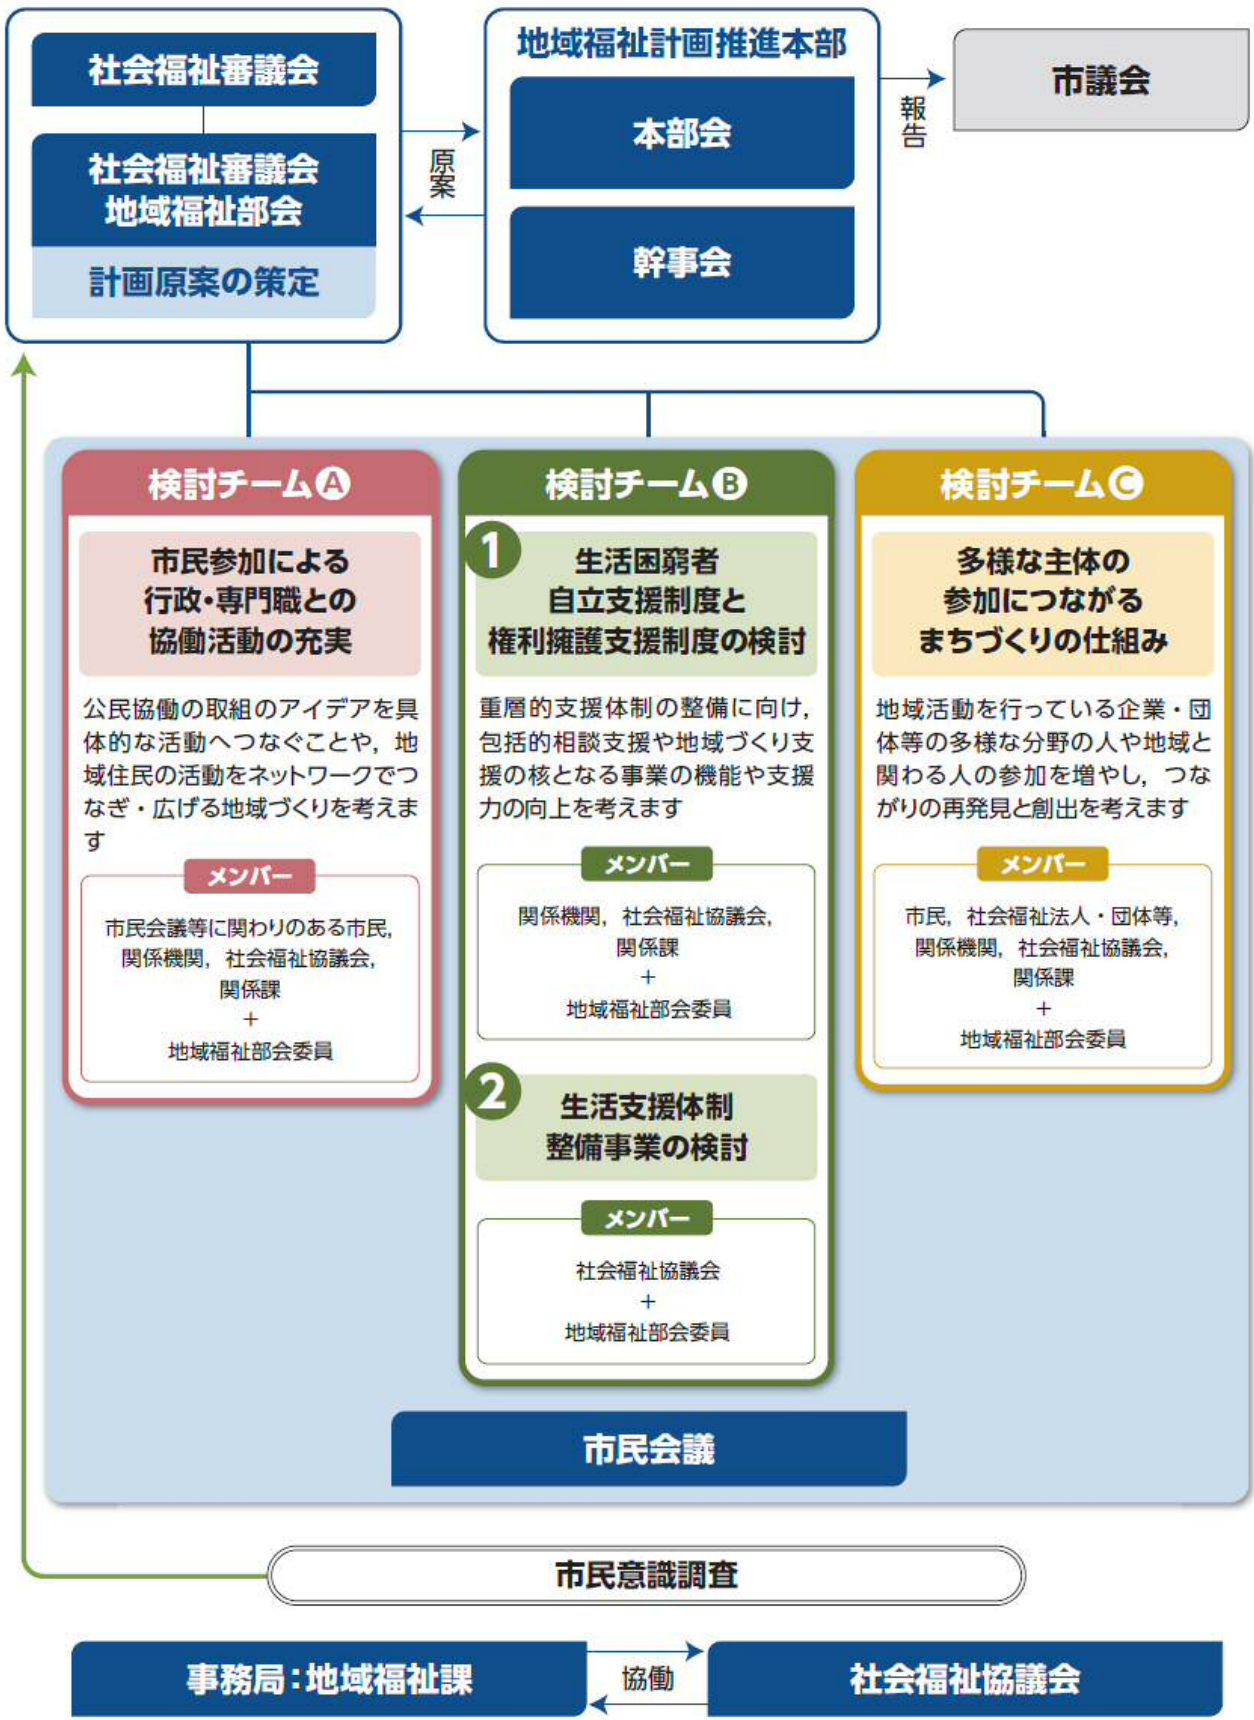 社会福祉審議会
社会福祉審議会
地域福祉部会
計画原案の策定
原案
地域福祉計画推進本部
本部会
幹事会
報告
市議会
検討チームA
市民参加による
行政・専門職との
協働活動の充実
公民協働の取組のアイデアを具
体的な活動へつなぐことや，地
域住民の活動をネットワークでつ
なぎ・広げる地域づくりを考えま
す
メンバー
市民会議等に関わりのある市民，
関係機関，社会福祉協議会，
関係課
＋
地域福祉部会委員
検討チームB
1
生活困窮者
自立支援制度と
権利擁護支援制度の検討
重層的支援体制の整備に向け，
包括的相談支援や地域づくり支
援の核となる事業の機能や支援
力の向上を考えます
メンバー
関係機関，社会福祉協議会，
関係課
＋
地域福祉部会委員
2
生活支援体制
整備事業の検討
メンバー
社会福祉協議会
＋
地域福祉部会委員
検討チームC
多様な主体の
参加につながる
まちづくりの仕組み
地域活動を行っている企業・団
体等の多様な分野の人や地域と
関わる人の参加を増やし，つな
がりの再発見と創出を考えます
メンバー
市民，社会福祉法人・団体等，
関係機関，社会福祉協議会，
関係課
＋
地域福祉部会委員
市民会議
市民意識調査
事務局：地域福祉課
協働
社会福祉協議会